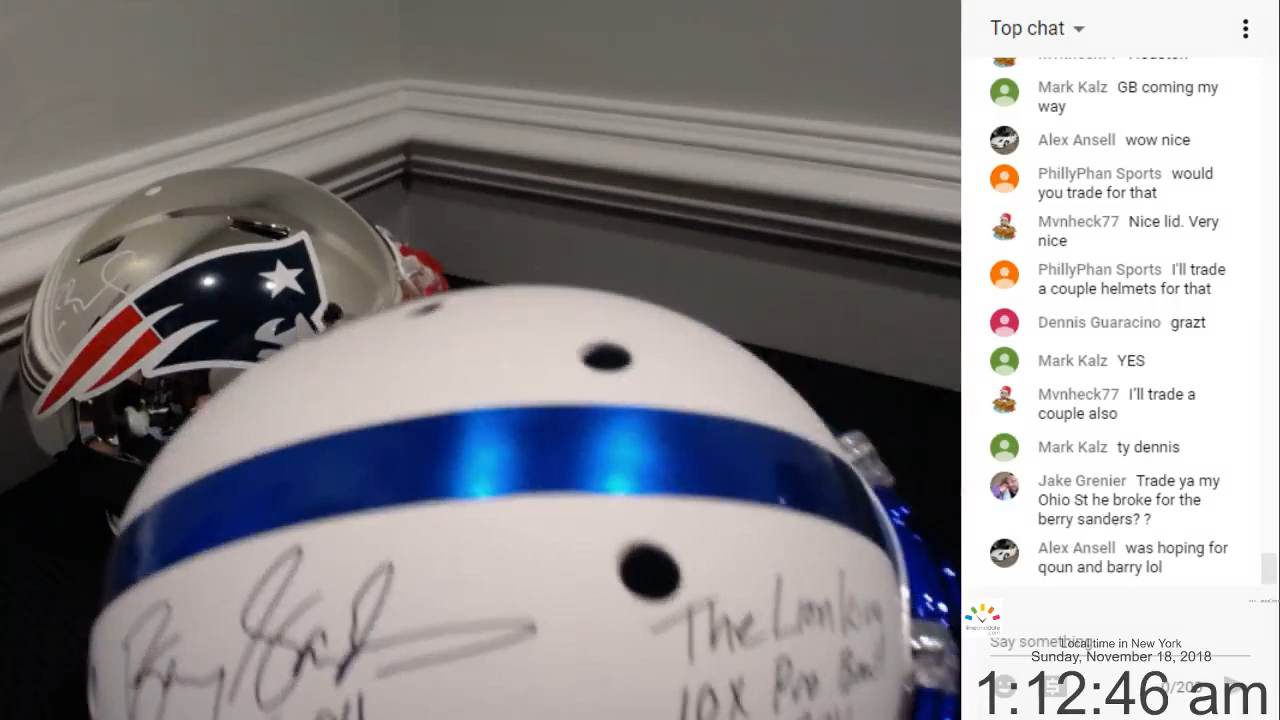 Top chat
Mark Kalz GB coming my
way
Alex Ansell wow nice
PhillyPhan Sports would
you trade for that
Mvnheck77 Nice lid. Very
nice
PhillyPhan Sports I'll trade
a couple helmets for that
Dennis Guaracino grazt
Mark Kalz YES
Mvnheck77 I'll trade a
couple also
Mark Kalz ty dennis
Jake Grenier Trade ya my
Ohio St he broke for the
berry sanders? ?
Alex Ansell was hoping for
qoun and barry lol
Say something...
Local time in New York
Sunday, November 18, 2018
1:12:46 am
0/200
The
10X Pro Bowl